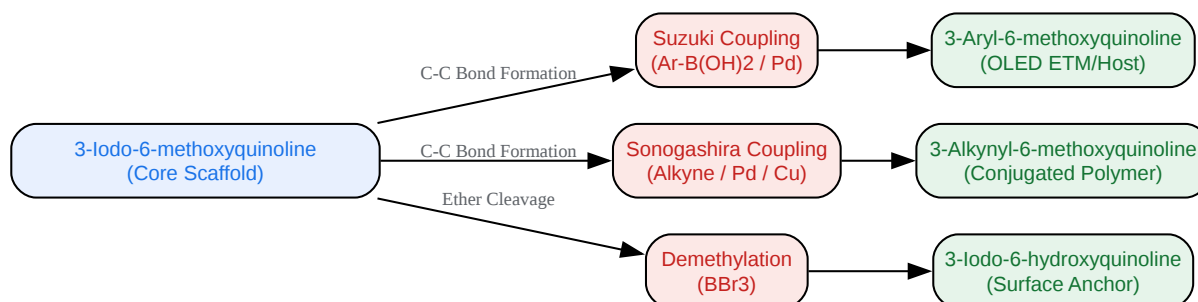 Suzuki Coupling
(Ar-B(OH)2 / Pd)
3-Aryl-6-methoxyquinoline
(OLED ETM/Host)
C-C Bond Formation
3-Iodo-6-methoxyquinoline
(Core Scaffold)
C-C Bond Formation
Sonogashira Coupling
(Alkyne / Pd / Cu)
3-Alkynyl-6-methoxyquinoline
(Conjugated Polymer)
Ether Cleavage
Demethylation
(BBr3)
3-Iodo-6-hydroxyquinoline
(Surface Anchor)